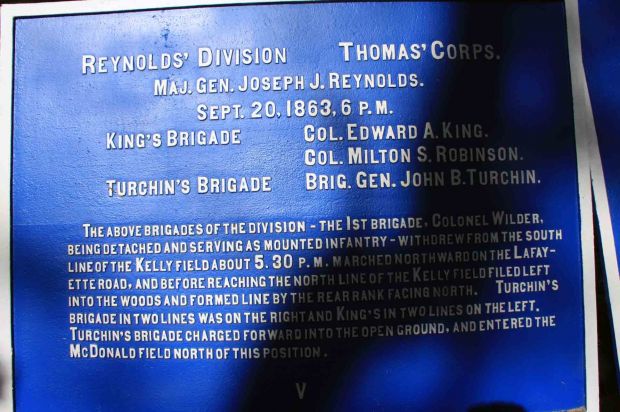 REYNOLDS' DIVISION THOMAS' CORPS.
MAJ. GEN. JOSEPH J. REYNOLDS.
SEPT. 20, 1863, 6 P.M.
KING'S BRIGADE COL. EDWARD A. KING.
COL. MILTON S. ROBINSON.
TURCHIN'S BRIGADE BRIG. GEN. JOHN B. TURCHIN.
THE ABOVE BRIGADES OF THE DIVISION - THE 1ST BRIGADE, COLONEL WILDER,
BEING DETACHED AND SERVING AS MOUNTED INFANTRY - WITHDREW FROM THE SOUTH
LINE OF THE KELLY FIELD ABOUT 5.30 P.M. MARCHED NORTHWARD ON THE LAFAY-
ETTE ROAD, AND BEFORE REACHING THE NORTH LINE OF THE KELLY FIELD FILED LEFT
INTO THE WOODS AND FORMED LINE BY THE REAR RANK FACING NORTH. TURCHIN'S
BRIGADE IN TWO LINES WAS ON THE RIGHT AND KING'S IN TWO LINES ON THE LEFT.
TURCHIN'S BRIGADE CHARGED FORWARD INTO THE OPEN GROUND, AND ENTERED THE
MCDONALD FIELD NORTH OF THIS POSITION.
V